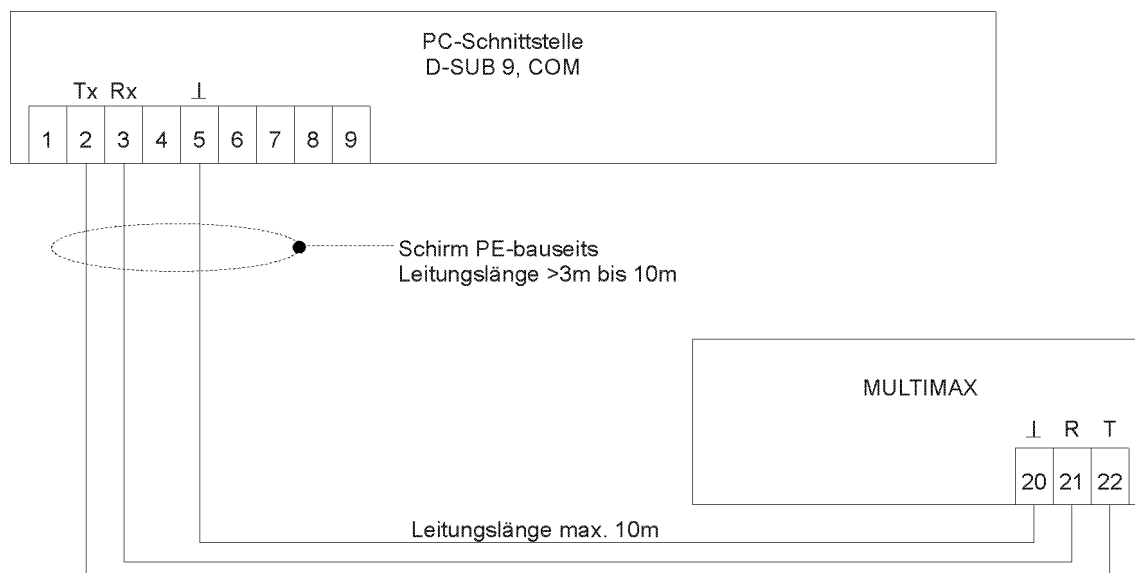 PC-Schnittstelle
D-SUB 9, COM
Tx Rx ⊥
1 2 3 4 5 6 7 8 9
Schirm PE-bauseits
Leitungslänge >3m bis 10m
MULTIMAX
⊥ R T
20 21 22
Leitungslänge max. 10m